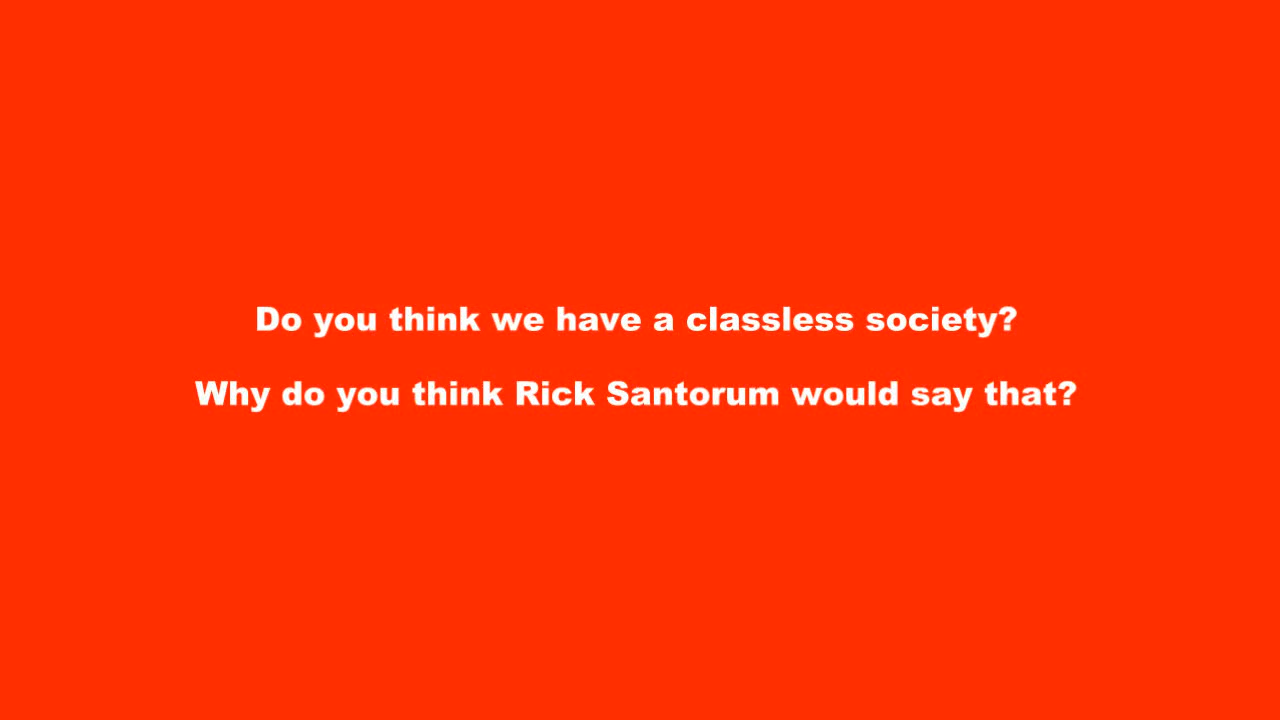 Do you think we have a classless society?
Why do you think Rick Santorum would say that?